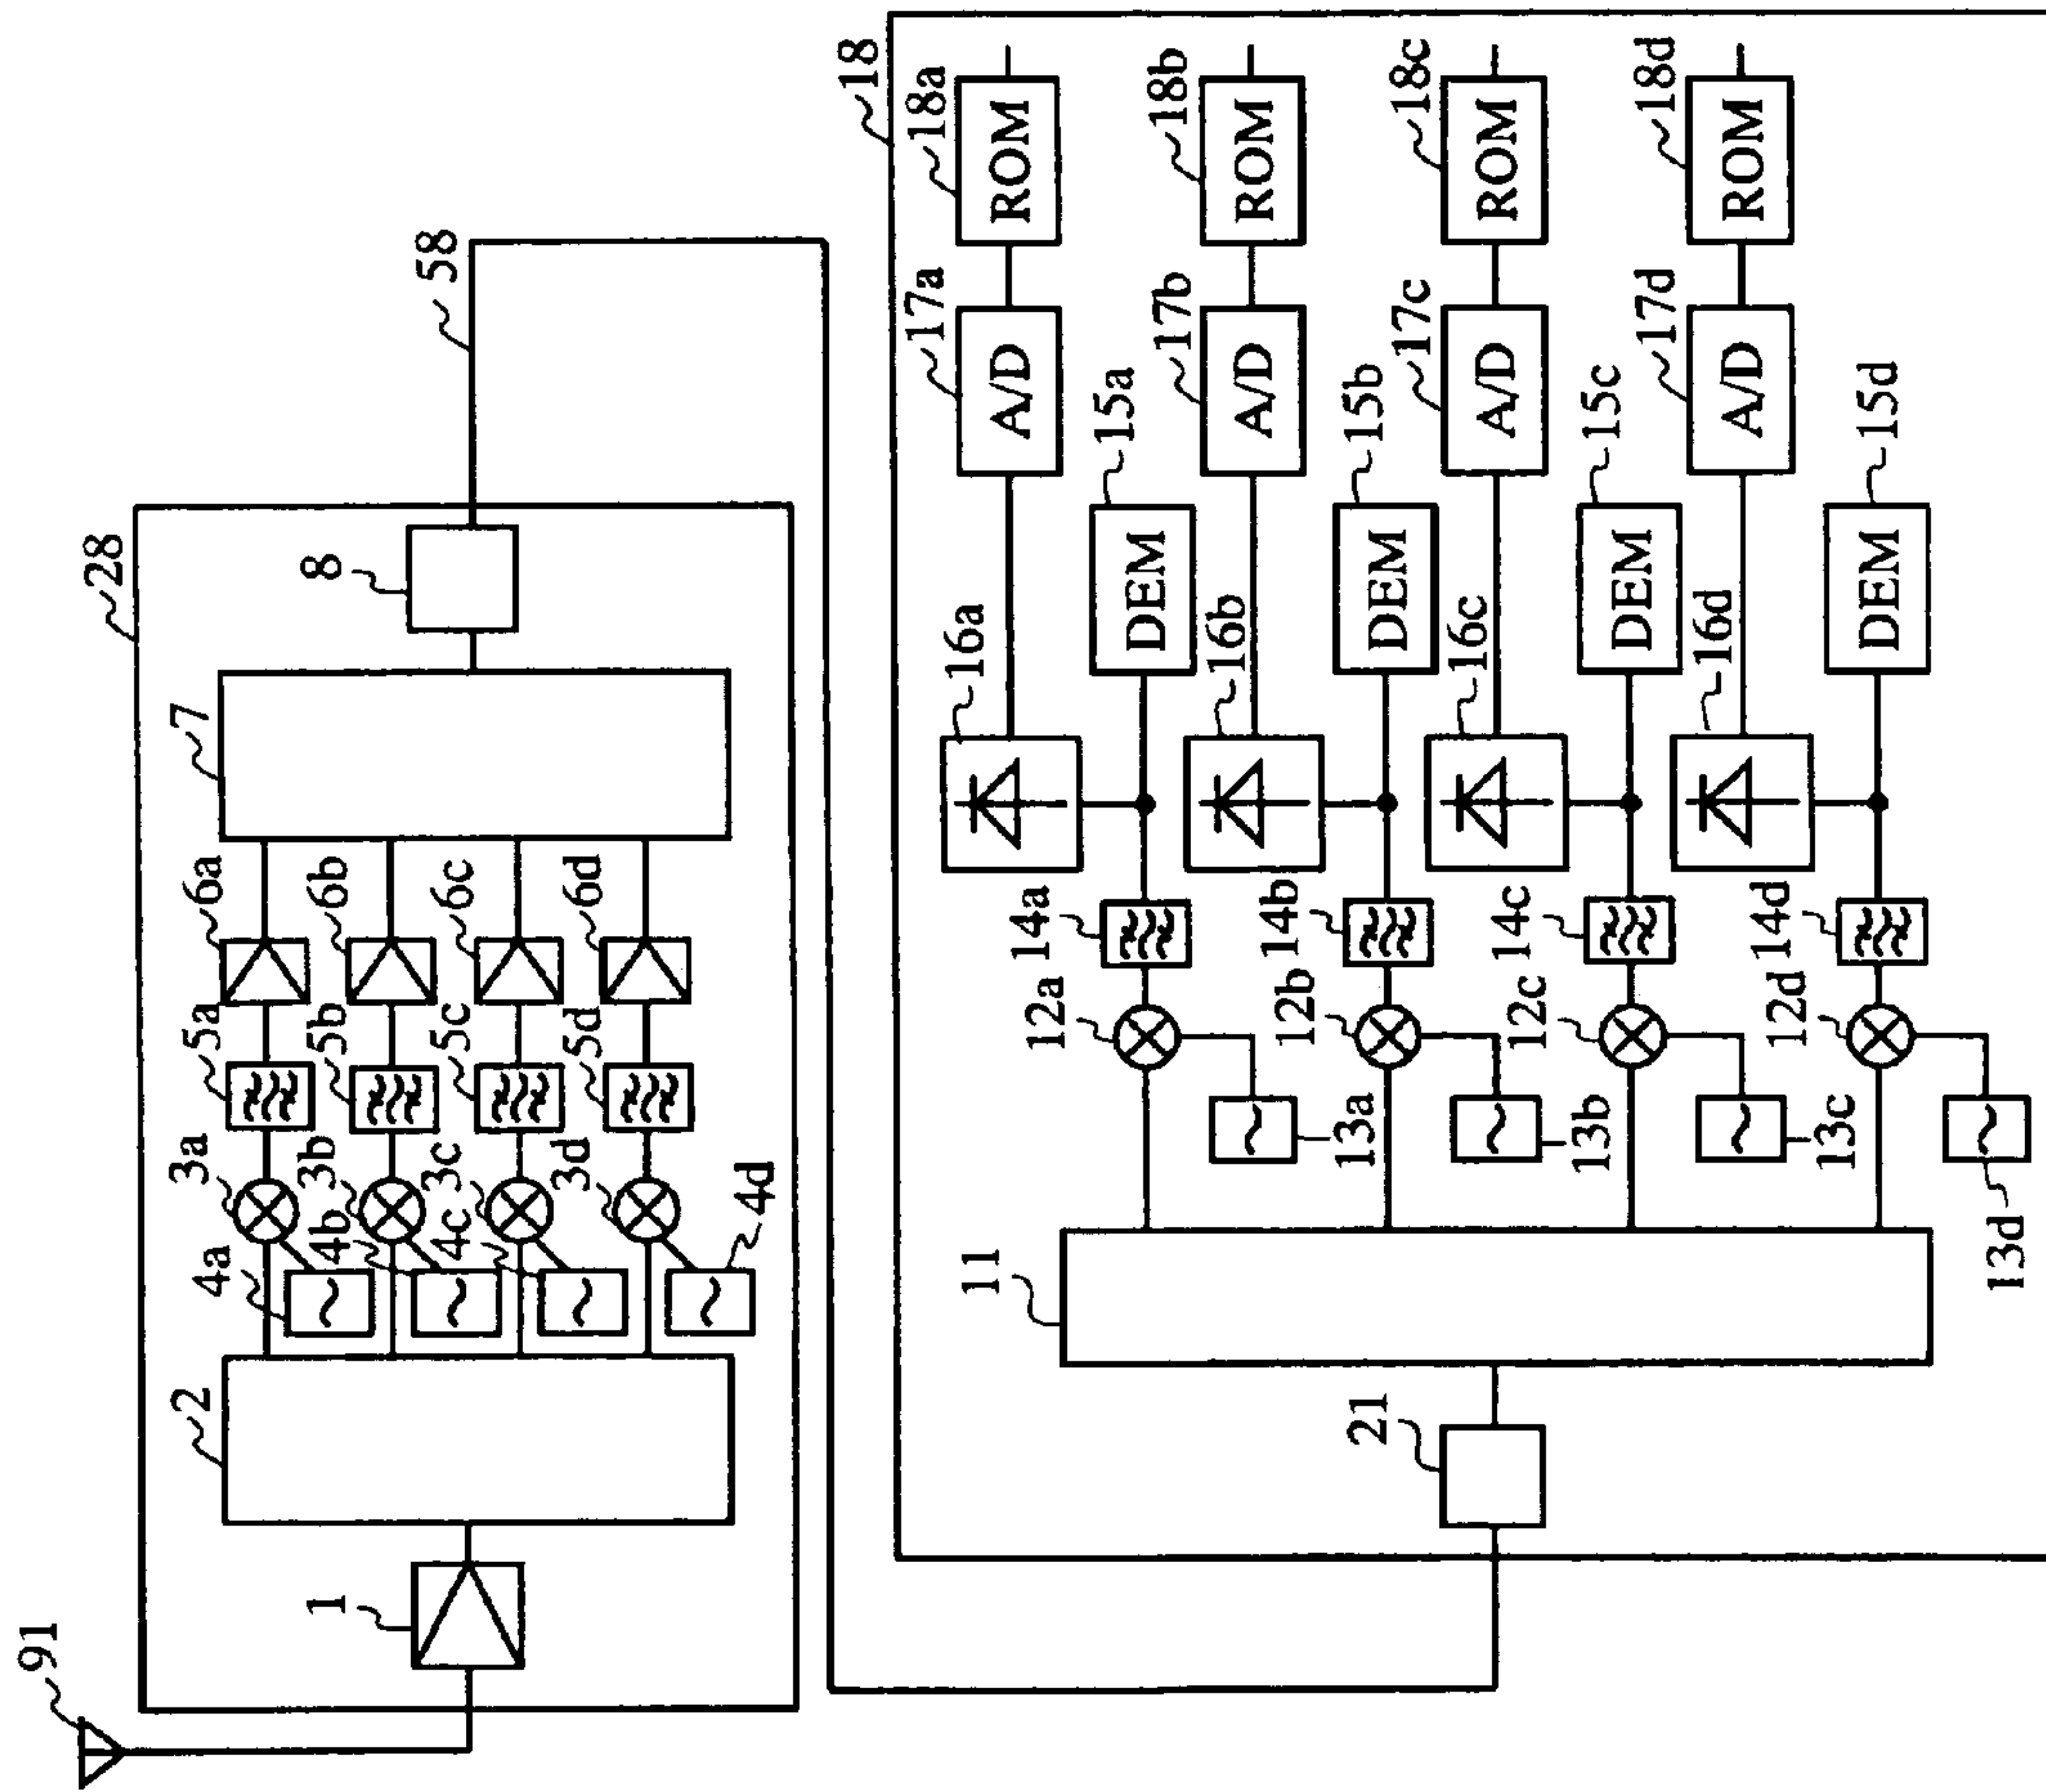 91
1
2
28
3a
4a
5a
6a
3b
4b
5b
6b
3c
4c
5c
6c
3d
4d
5d
6d
7
8
58
18
21
11
12a
13a
14a
15a
DEM
16a
17a
A/D
18a
ROM
12b
13b
14b
15b
DEM
16b
17b
A/D
18b
ROM
12c
13c
14c
15c
DEM
16c
17c
A/D
18c
ROM
12d
13d
14d
15d
DEM
16d
17d
A/D
18d
ROM